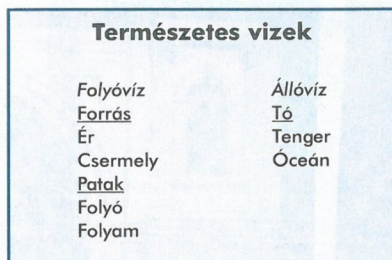 Természetes vizek
Folyóvíz
Forrás
Ér
Csermely
Patak
Folyó
Folyam
Állóvíz
Tó
Tenger
Óceán